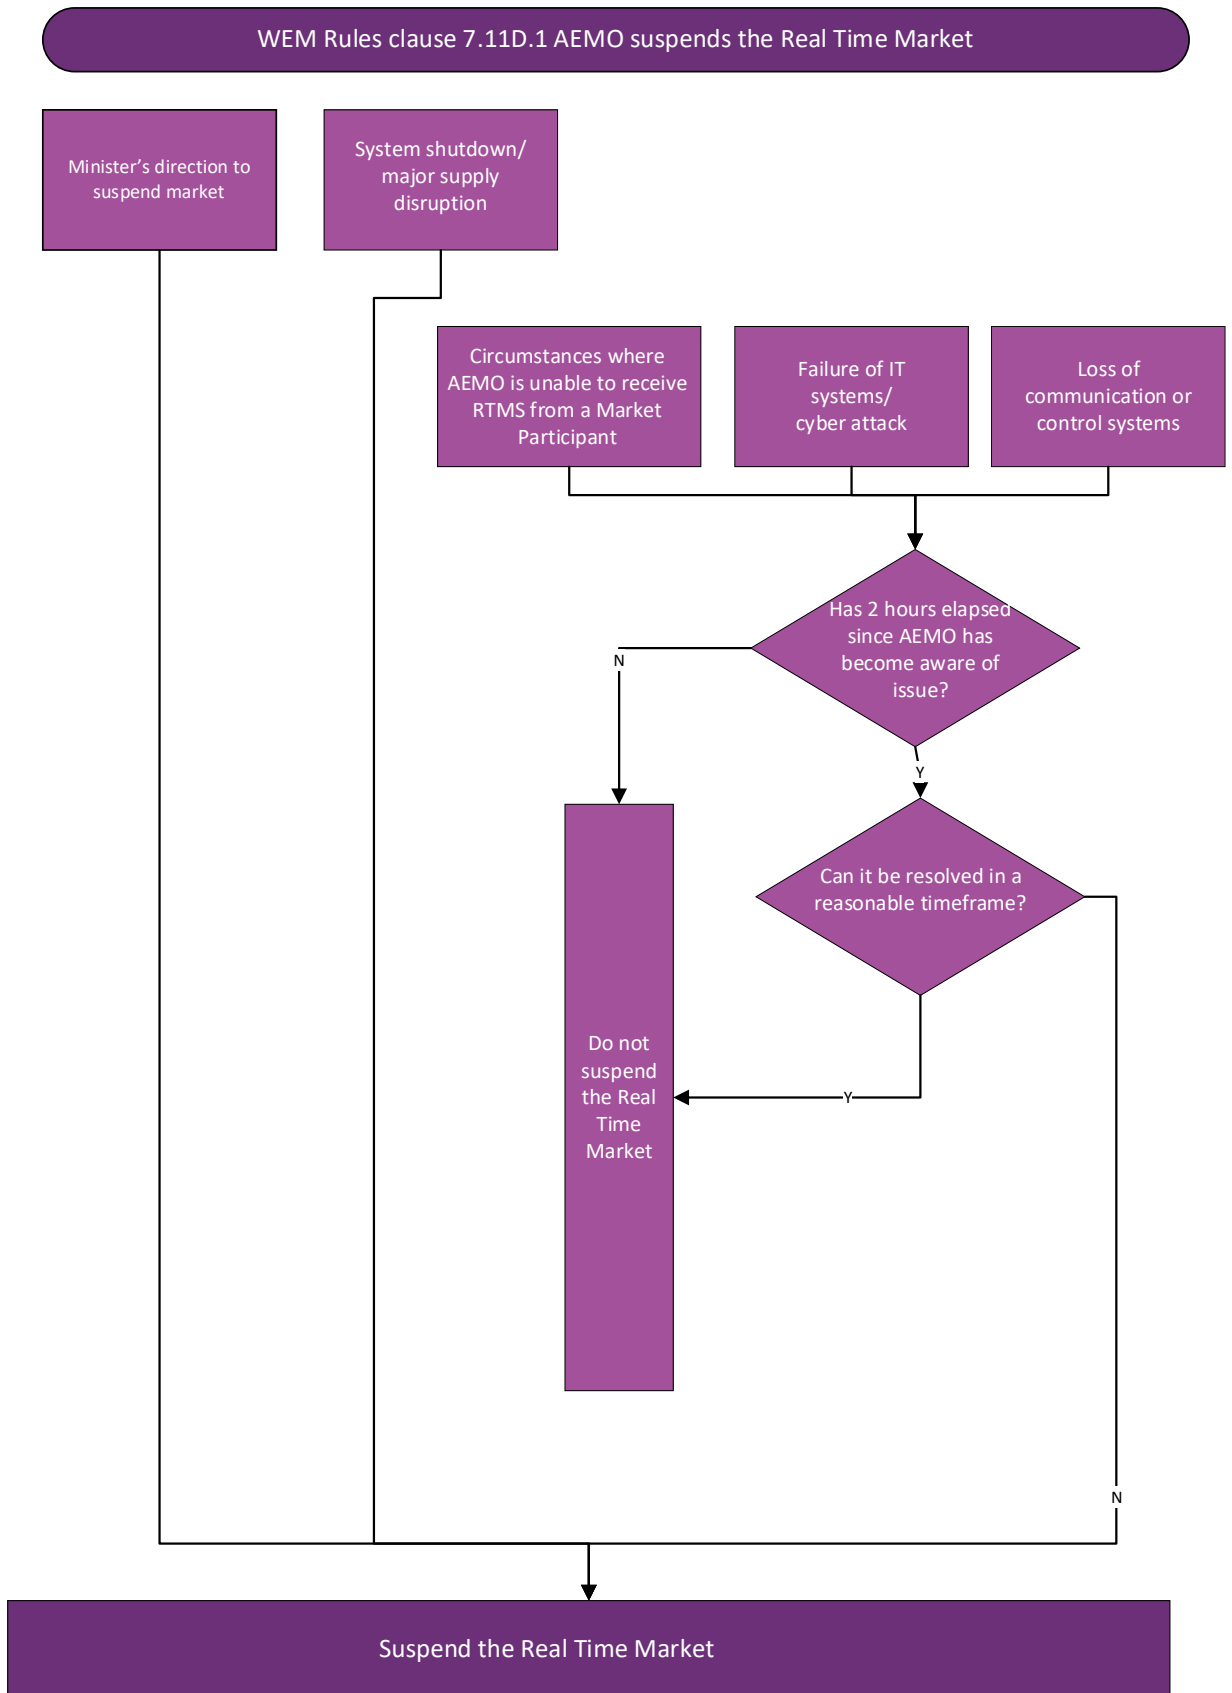 WEM Rules clause 7.11D.1 AEMO suspends the Real Time Market
Minister's direction to
suspend market
System shutdown/
major supply
disruption
Circumstances where
AEMO is unable to receive
RTMS from a Market
Participant
Failure of IT
systems/
cyber attack
Loss of
communication or
control systems
Has 2 hours elapsed
since AEMO has
become aware of
issue?
N
Y
Can it be resolved in a
reasonable timeframe?
Do not
suspend
the Real
Time
Market
Y
N
Suspend the Real Time Market